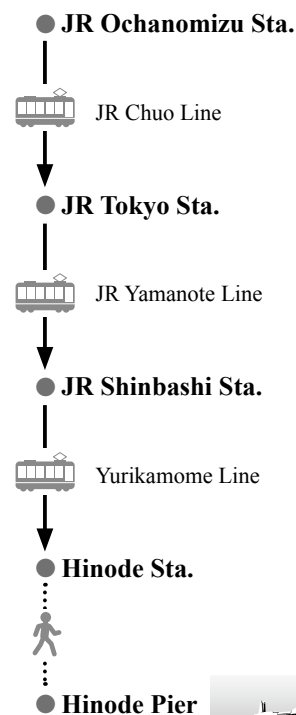 JR Ochanomizu Sta.
JR Chuo Line
JR Tokyo Sta.
JR Yamanote Line
JR Shinbashi Sta.
Yurikamome Line
Hinode Sta.
Hinode Pier